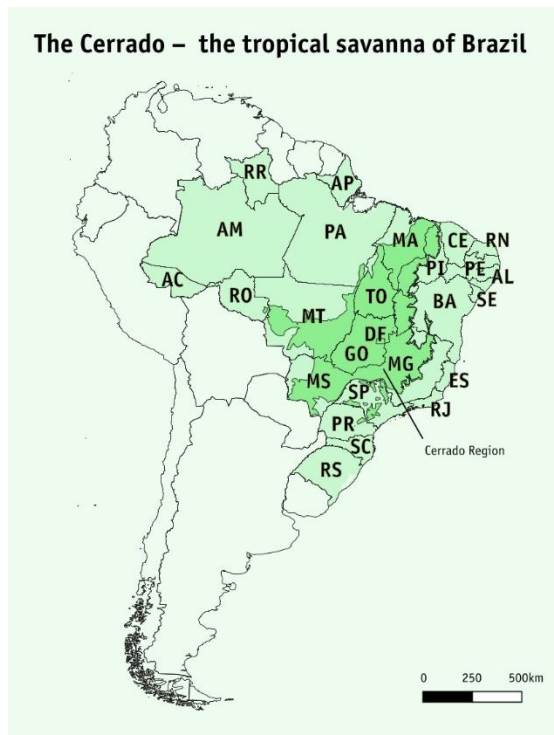 The Cerrado – the tropical savanna of Brazil
RR
AP
AM
PA
MA
CE
RN
PI
PE
AL
AC
RO
TO
BA
SE
MT
DF
GO
MG
MS
SP
ES
RJ
PR
SC
Cerrado Region
RS
0 250 500km